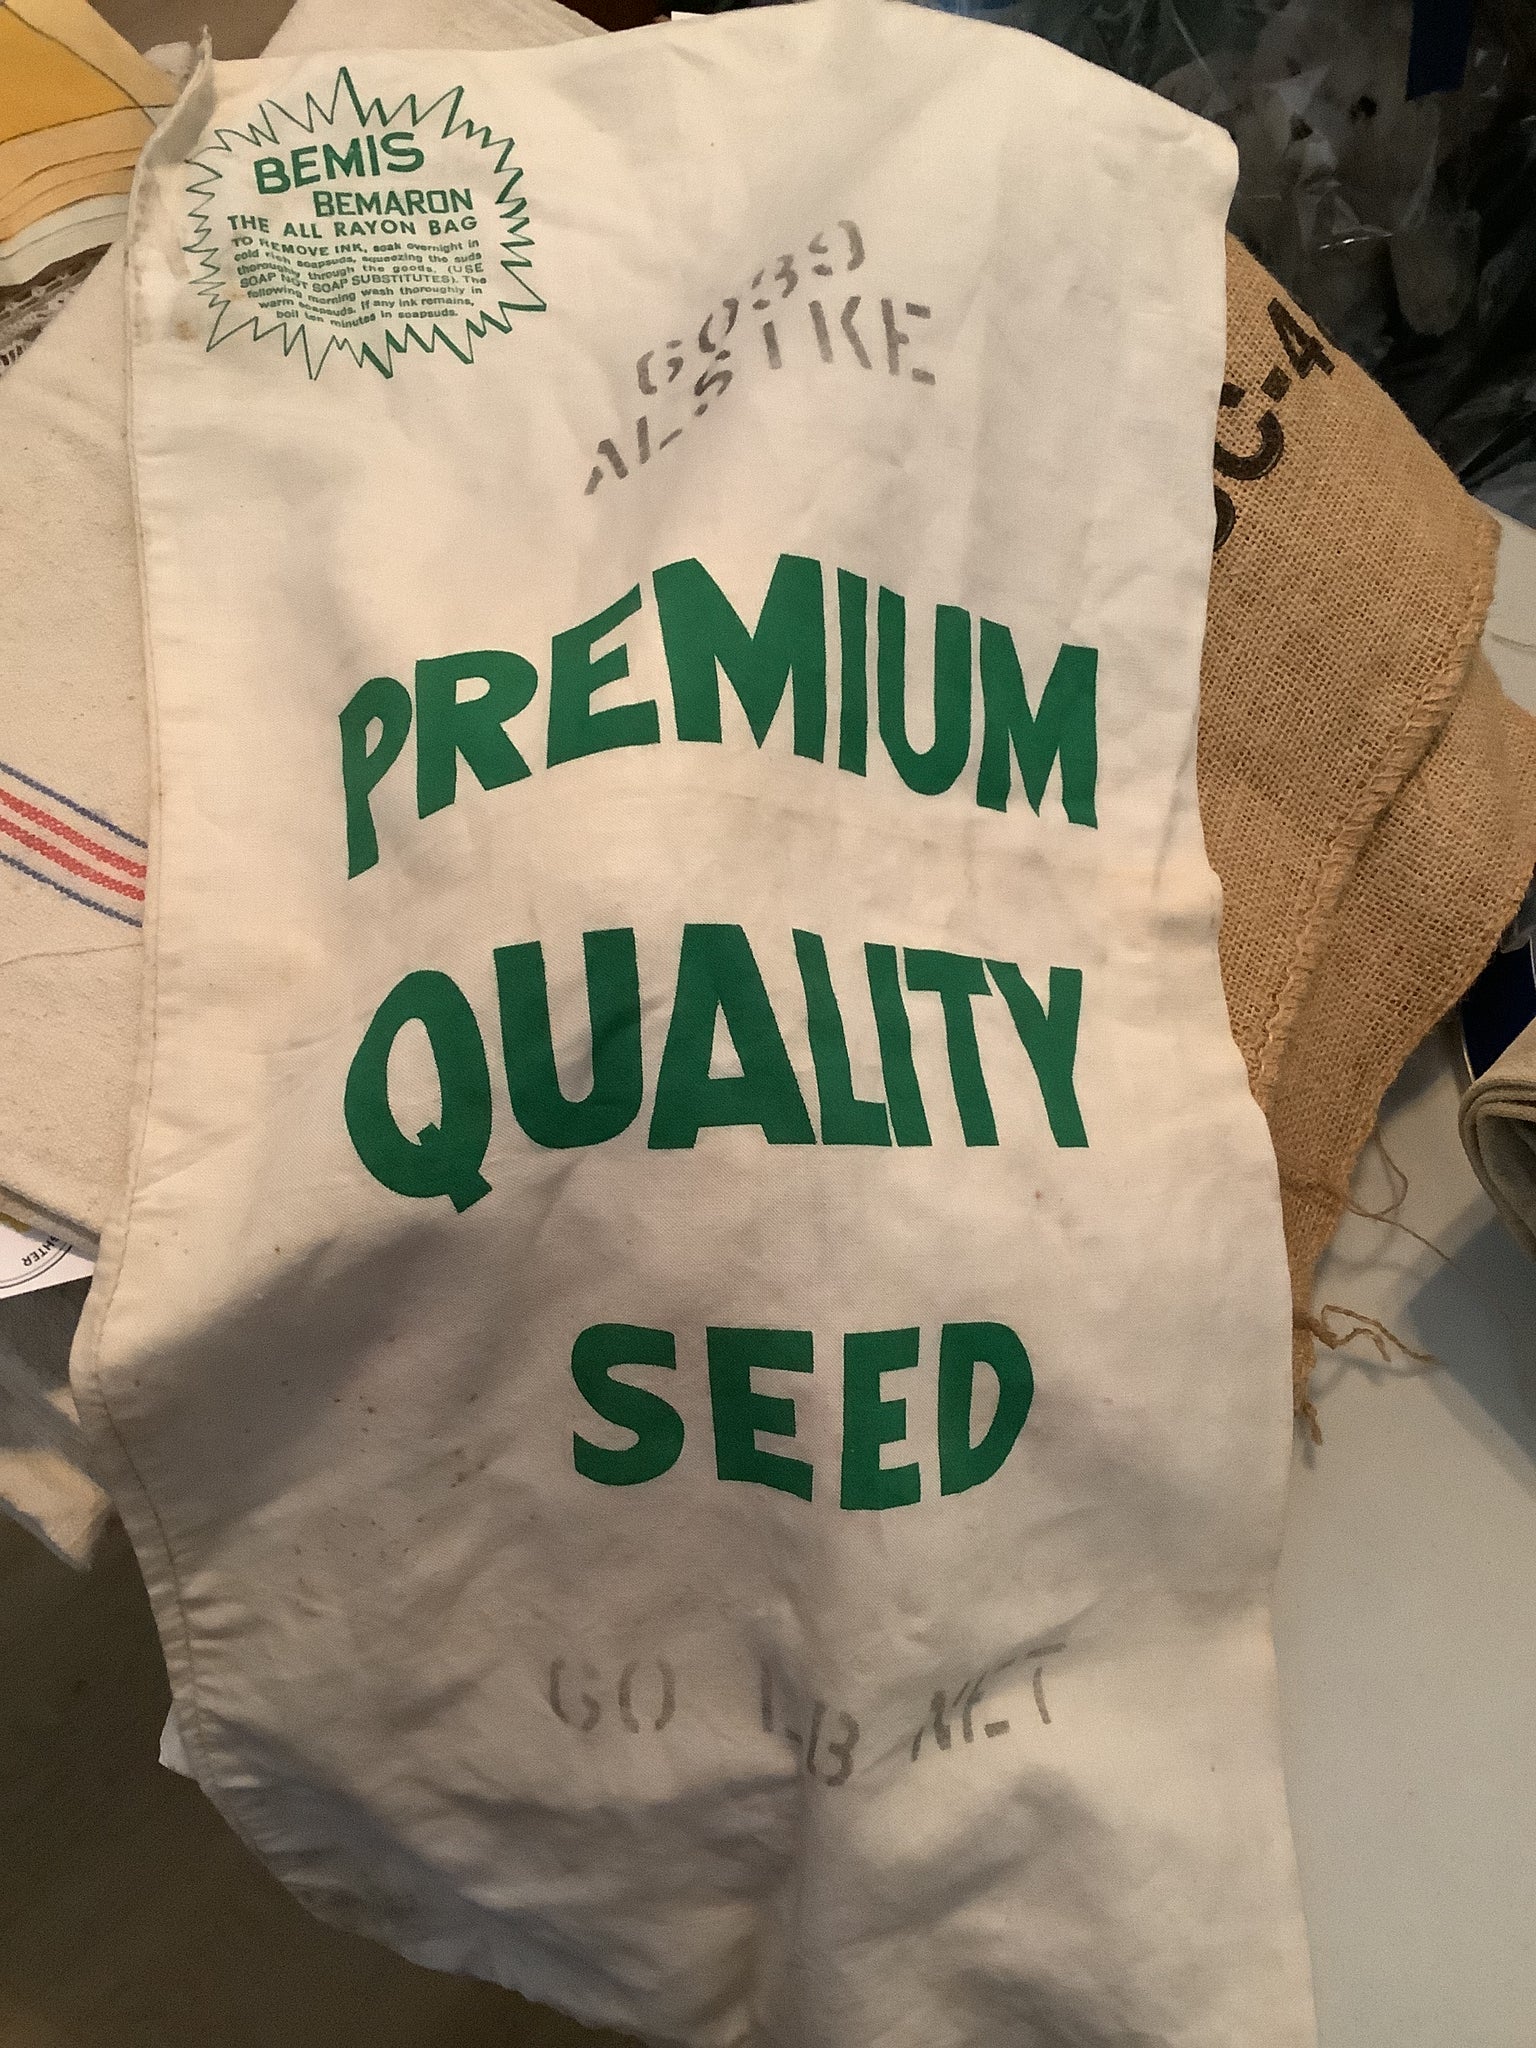 BEMIS
BEMARON
THE ALL RAYON BAG
TO REMOVE INK, soak overnight in
cold rich soapsuds, squeezing the suds
thoroughly through the goods. (USE
SOAP NOT SOAP SUBSTITUTES). The
following morning wash thoroughly in
warm soapsuds. If any ink remains,
boil ten minutes in soapsuds.
ALSIKE
C-4
PREMIUM
QUALITY
SEED
60 LB NET